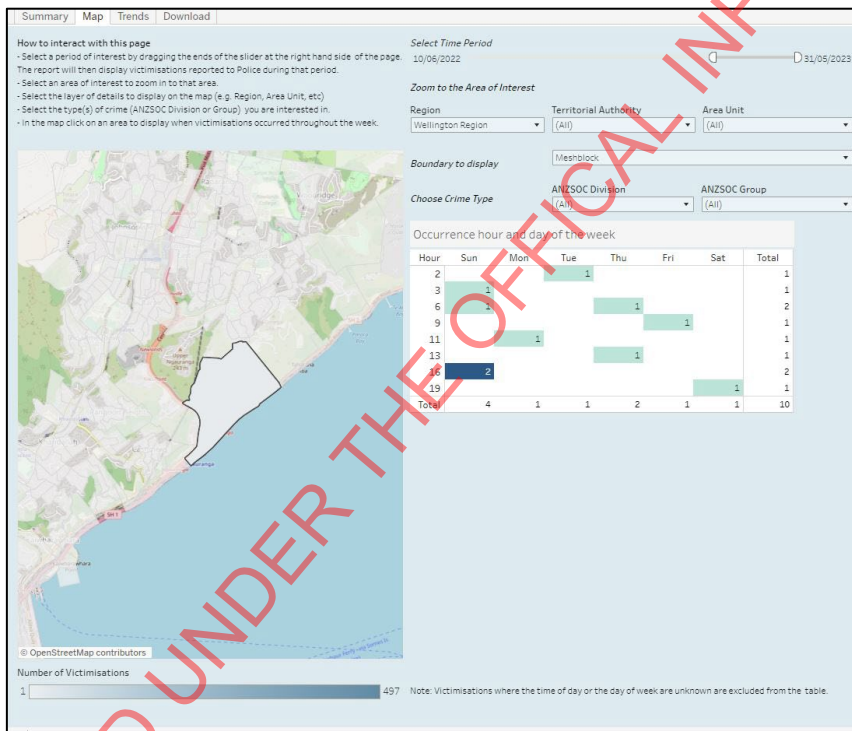 Summary Map Trends Download
How to interact with this page
- Select a period of interest by dragging the ends of the slider at the right hand side of the page.
The report will then display victimisations reported to Police during that period.
- Select an area of interest to zoom in to that area.
- Select the layer of details to display on the map (e.g. Region, Area Unit, etc)
- Select the type(s) of crime (ANZSOC Division or Group) you are interested in.
- In the map click on an area to display when victimisations occurred throughout the week.
Select Time Period
10/06/2022 31/05/2023
Zoom to the Area of Interest
Region Territorial Authority Area Unit
Wellington Region (All) (All)
Boundary to display Meshblock
Choose Crime Type ANZSOC Division ANZSOC Group
(All) (All)
Occurrence hour and day of the week
Hour Sun Mon Tue Thu Fri Sat Total
2 1 1
3 1 1
6 1 1 2
9 1 1
11 1 1
13 1 1
16 2 2
19 1 1
Total 4 1 1 2 1 1 10
SH 1
© OpenStreetMap contributors
Number of Victimisations
1 497
Note: Victimisations where the time of day or the day of week are unknown are excluded from the table.
D UNDER THE OFFICAL IN